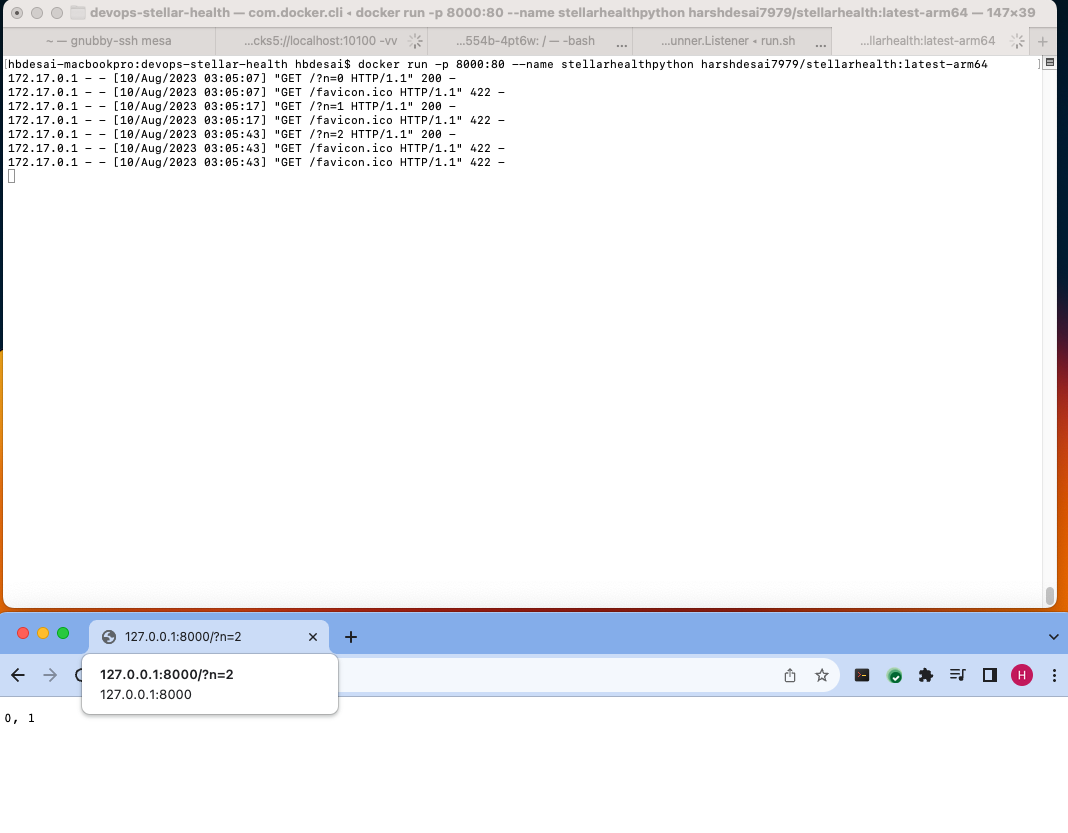 devops-stellar-health — com.docker.cli ◂ docker run -p 8000:80 --name stellarhealthpython harshdesai7979/stellarhealth:latest-arm64 — 147×39
~ — gnubby-ssh mesa
...cks5://localhost:10100 -vv
...554b-4pt6w: / — -bash
...
...unner.Listener ◂ run.sh
...
...llarhealth:latest-arm64
+
[hbdesai-macbookpro:devops-stellar-health hbdesai$ docker run -p 8000:80 --name stellarhealthpython harshdesai7979/stellarhealth:latest-arm64 ]
172.17.0.1 - - [10/Aug/2023 03:05:07] "GET /?n=0 HTTP/1.1" 200 -
172.17.0.1 - - [10/Aug/2023 03:05:07] "GET /favicon.ico HTTP/1.1" 422 -
172.17.0.1 - - [10/Aug/2023 03:05:17] "GET /?n=1 HTTP/1.1" 200 -
172.17.0.1 - - [10/Aug/2023 03:05:17] "GET /favicon.ico HTTP/1.1" 422 -
172.17.0.1 - - [10/Aug/2023 03:05:43] "GET /?n=2 HTTP/1.1" 200 -
172.17.0.1 - - [10/Aug/2023 03:05:43] "GET /favicon.ico HTTP/1.1" 422 -
172.17.0.1 - - [10/Aug/2023 03:05:43] "GET /favicon.ico HTTP/1.1" 422 -
127.0.0.1:8000/?n=2
127.0.0.1:8000/?n=2
127.0.0.1:8000
H
0, 1